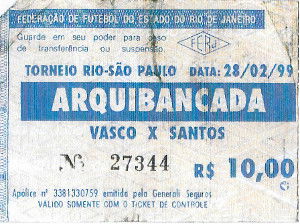 FEDERAÇÃO DE FUTEBOL DO ESTADO DO RIO DE JANEIRO
Guarde em seu poder para caso
de transferência ou suspensão.
FERJ
TORNEIO RIO-SÃO PAULO DATA: 28/02/99
ARQUIBANCADA
VASCO X SANTOS
Nº 27344 R$ 10,00
Apolice nº 3381330759 emitida pela Generali Seguros
VALIDO SOMENTE COM O TICKET DE CONTROLE